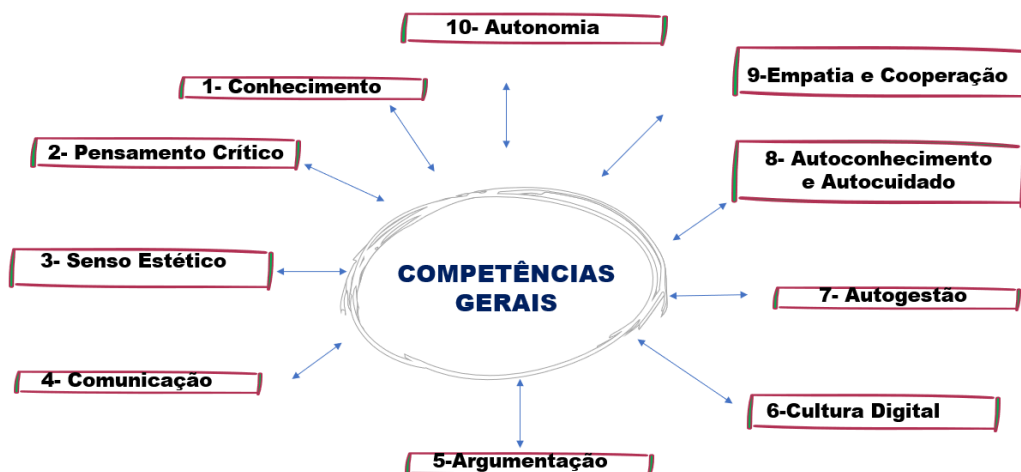 10- Autonomia
1- Conhecimento
2- Pensamento Crítico
3- Senso Estético
4- Comunicação
5-Argumentação
6-Cultura Digital
7- Autogestão
8- Autoconhecimento
e Autocuidado
9-Empatia e Cooperação
COMPETÊNCIAS
GERAIS